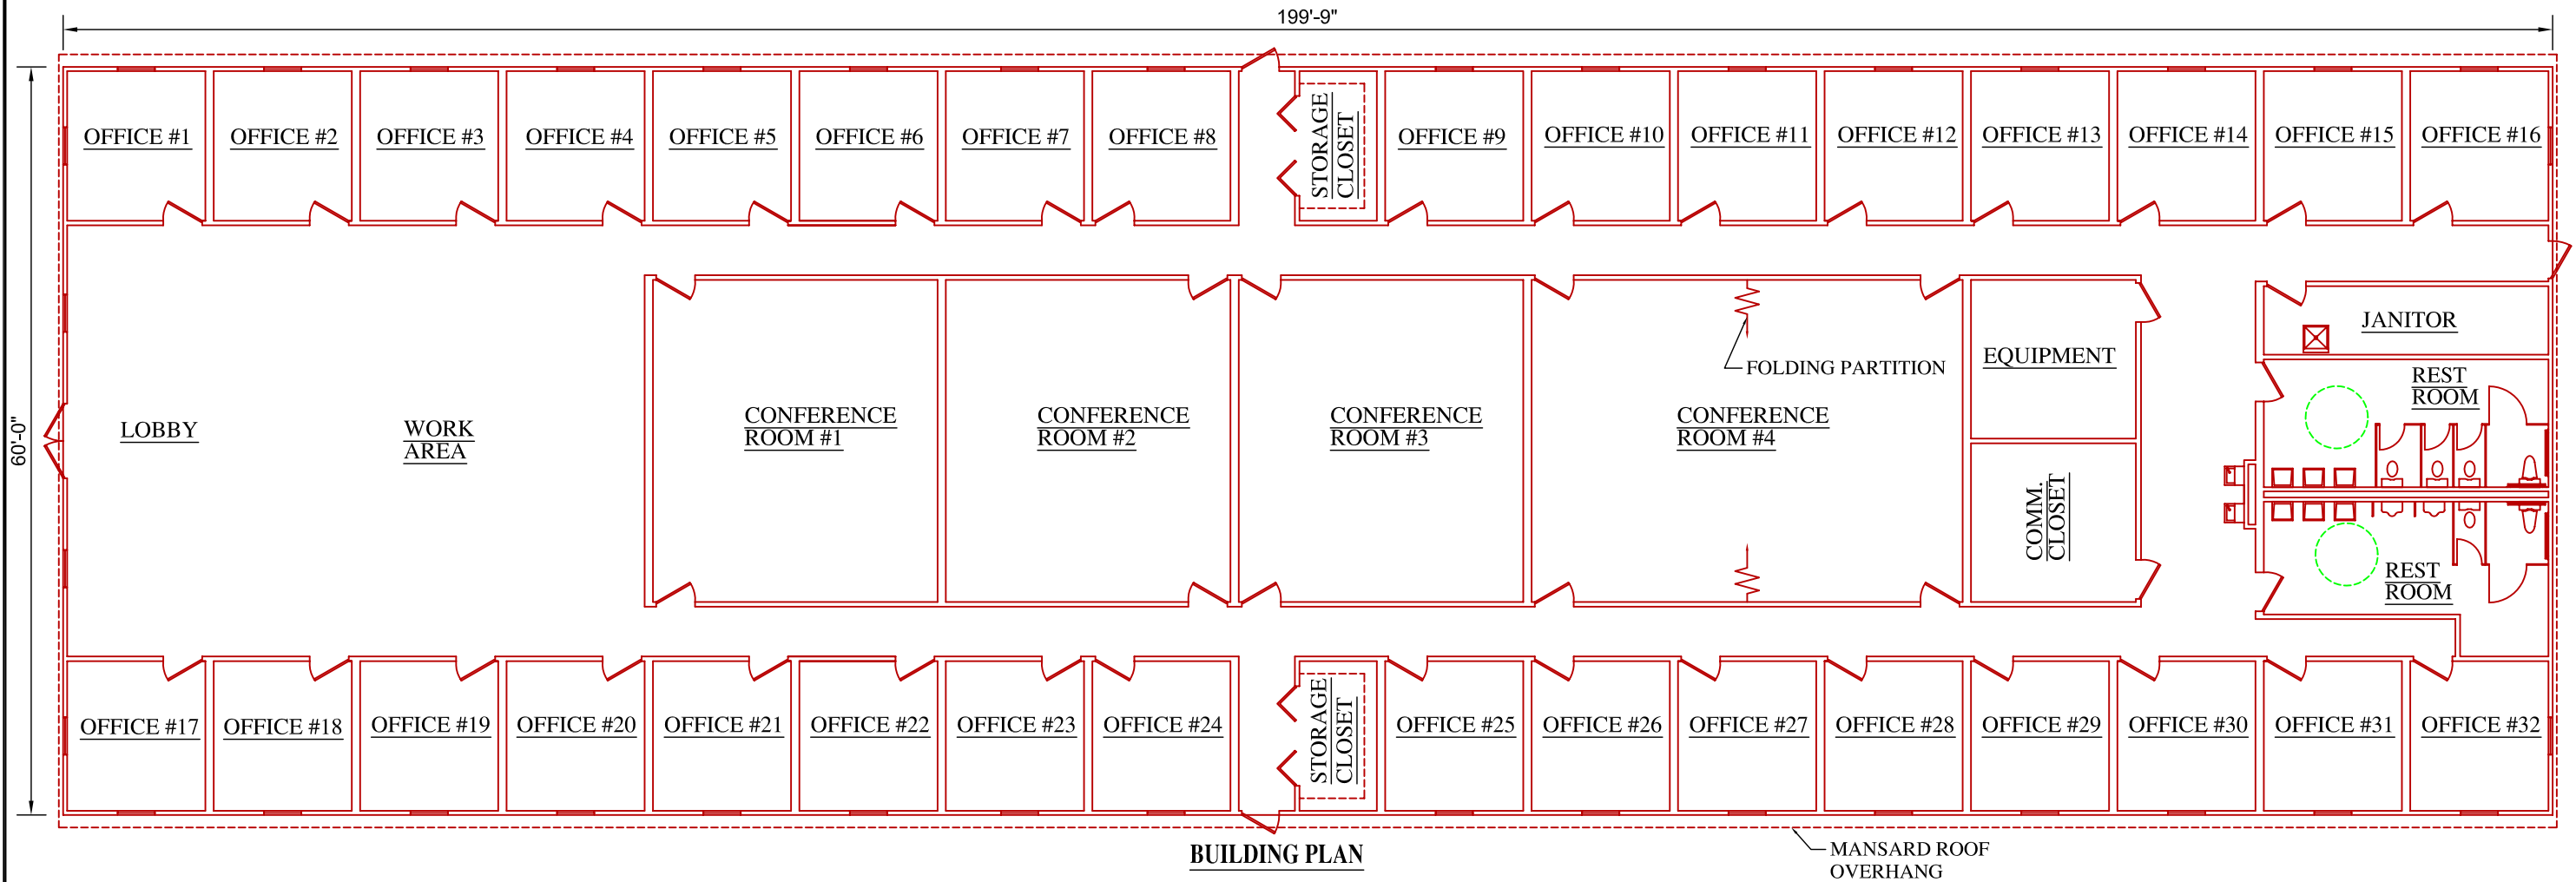 199'-9"
60'-0"
OFFICE #1
OFFICE #2
OFFICE #3
OFFICE #4
OFFICE #5
OFFICE #6
OFFICE #7
OFFICE #8
STORAGE
CLOSET
OFFICE #9
OFFICE #10
OFFICE #11
OFFICE #12
OFFICE #13
OFFICE #14
OFFICE #15
OFFICE #16
LOBBY
WORK
AREA
CONFERENCE
ROOM #1
CONFERENCE
ROOM #2
CONFERENCE
ROOM #3
CONFERENCE
ROOM #4
FOLDING PARTITION
EQUIPMENT
COMM.
CLOSET
JANITOR
REST
ROOM
REST
ROOM
OFFICE #17
OFFICE #18
OFFICE #19
OFFICE #20
OFFICE #21
OFFICE #22
OFFICE #23
OFFICE #24
STORAGE
CLOSET
OFFICE #25
OFFICE #26
OFFICE #27
OFFICE #28
OFFICE #29
OFFICE #30
OFFICE #31
OFFICE #32
BUILDING PLAN
MANSARD ROOF
OVERHANG